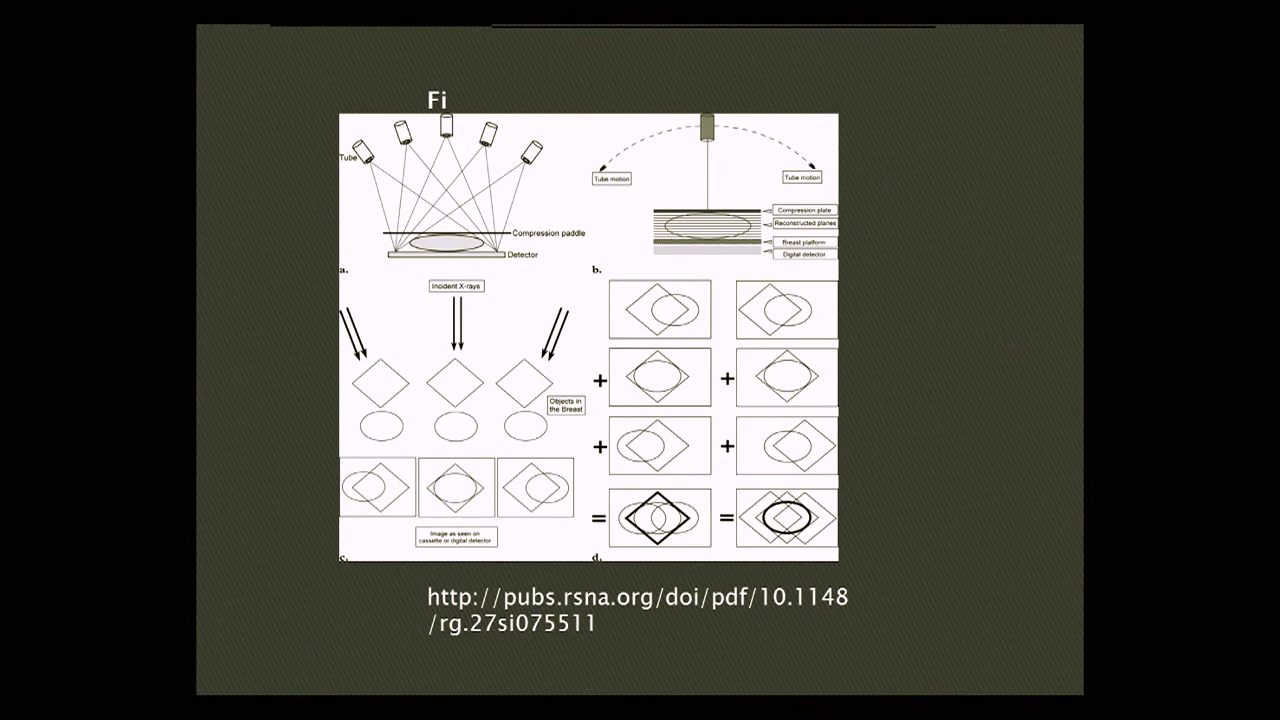 Fi
Tube
Compression paddle
Detector
a.
Tube motion
Tube motion
Compression plate
Reconstructed planes
Breast platform
Digital detector
b.
Incident X-rays
Objects in
the Breast
Image as seen on
cassette or digital detector
c.
+
+
+
+
=
=
d.
http://pubs.rsna.org/doi/pdf/10.1148
/rg.27si075511